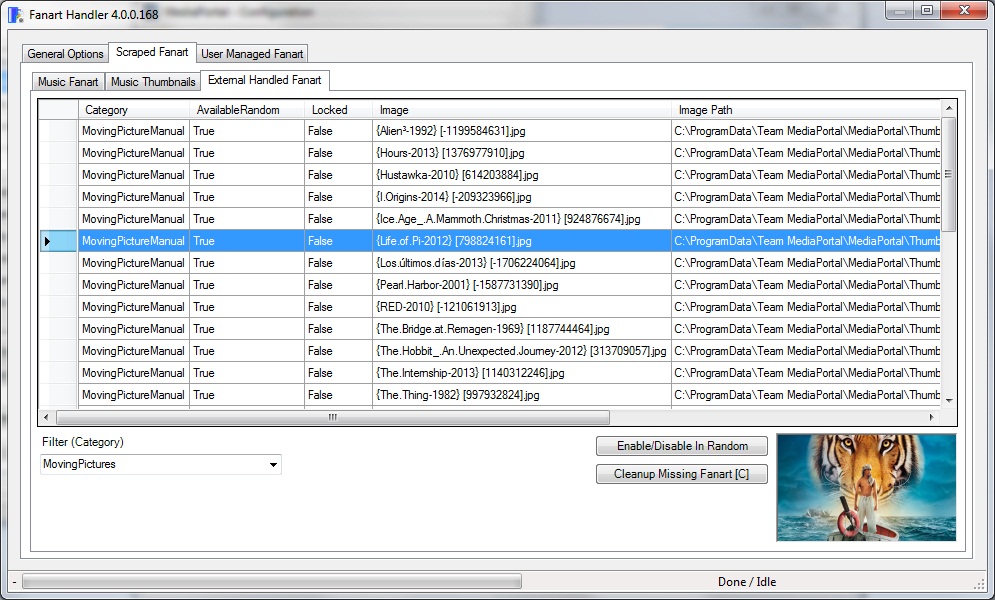 MediaPortal - Configuration
Fanart Handler 4.0.0.168
General Options Scraped Fanart User Managed Fanart
Music Fanart Music Thumbnails External Handled Fanart
Category AvailableRandom Locked Image Image Path
MovingPictureManual True False {Alien³-1992} [-1199584631].jpg C:\ProgramData\Team MediaPortal\MediaPortal\Thumb
MovingPictureManual True False {Hours-2013} [1376977910].jpg C:\ProgramData\Team MediaPortal\MediaPortal\Thumb
MovingPictureManual True False {Hustawka-2010} [614203884].jpg C:\ProgramData\Team MediaPortal\MediaPortal\Thumb
MovingPictureManual True False {I.Origins-2014} [-209323966].jpg C:\ProgramData\Team MediaPortal\MediaPortal\Thumb
MovingPictureManual True False {Ice.Age_.A.Mammoth.Christmas-2011} [924876674].jpg C:\ProgramData\Team MediaPortal\MediaPortal\Thumb
MovingPictureManual True False {Life.of.Pi-2012} [798824161].jpg C:\ProgramData\Team MediaPortal\MediaPortal\Thumb
MovingPictureManual True False {Los.últimos.días-2013} [-1706224064].jpg C:\ProgramData\Team MediaPortal\MediaPortal\Thumb
MovingPictureManual True False {Pearl.Harbor-2001} [-1587731390].jpg C:\ProgramData\Team MediaPortal\MediaPortal\Thumb
MovingPictureManual True False {RED-2010} [-121061913].jpg C:\ProgramData\Team MediaPortal\MediaPortal\Thumb
MovingPictureManual True False {The.Bridge.at.Remagen-1969} [1187744464].jpg C:\ProgramData\Team MediaPortal\MediaPortal\Thumb
MovingPictureManual True False {The.Hobbit_.An.Unexpected.Journey-2012} [313709057].jpg C:\ProgramData\Team MediaPortal\MediaPortal\Thumb
MovingPictureManual True False {The.Internship-2013} [1140312246].jpg C:\ProgramData\Team MediaPortal\MediaPortal\Thumb
MovingPictureManual True False {The.Thing-1982} [997932824].jpg C:\ProgramData\Team MediaPortal\MediaPortal\Thumb
Filter (Category)
MovingPictures
Enable/Disable In Random
Cleanup Missing Fanart [C]
- Done / Idle